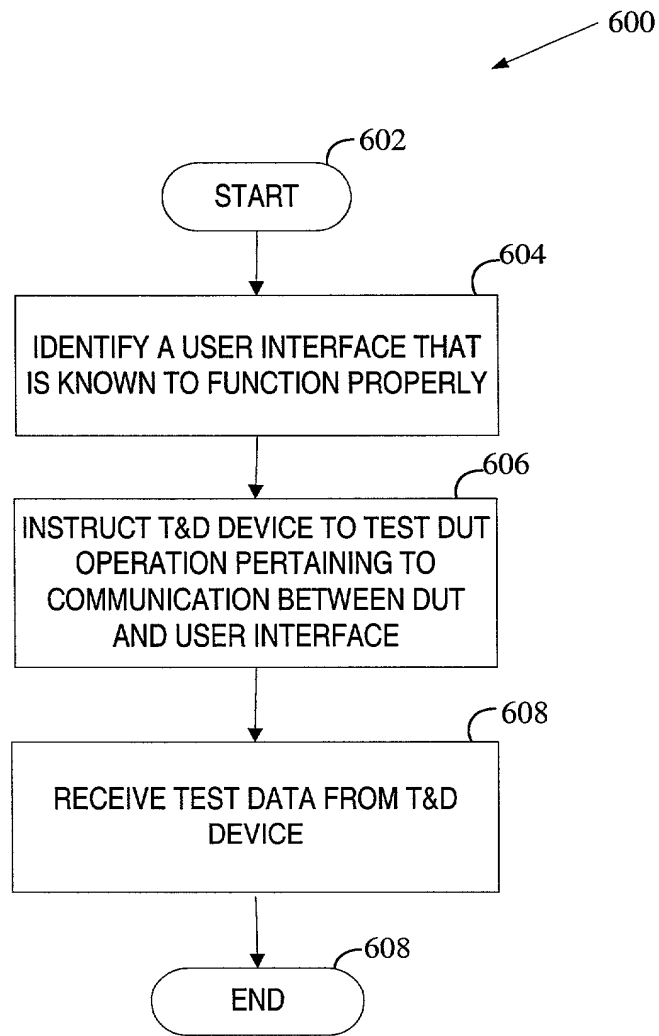 600
602
START
604
IDENTIFY A USER INTERFACE THAT
IS KNOWN TO FUNCTION PROPERLY
606
INSTRUCT T&D DEVICE TO TEST DUT
OPERATION PERTAINING TO
COMMUNICATION BETWEEN DUT
AND USER INTERFACE
608
RECEIVE TEST DATA FROM T&D
DEVICE
608
END